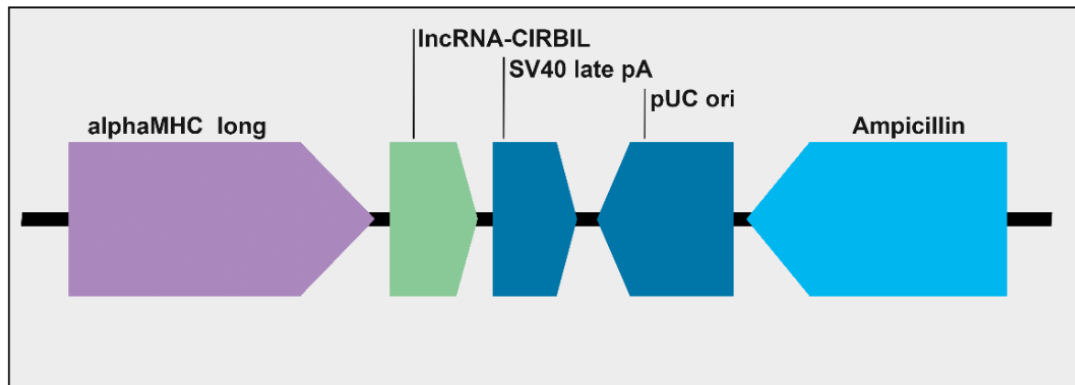 lncRNA-CIRBIL
SV40 late pA
pUC ori
alphaMHC long
Ampicillin